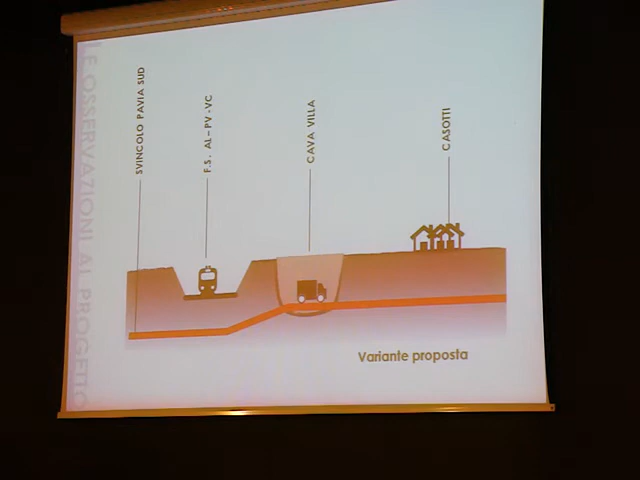 LE OSSERVAZIONI AL PROGETTO
SVINCOLO PAVIA SUD
F.S. AL-PV-VC
CAVA VILLA
CASOTTI
Variante proposta